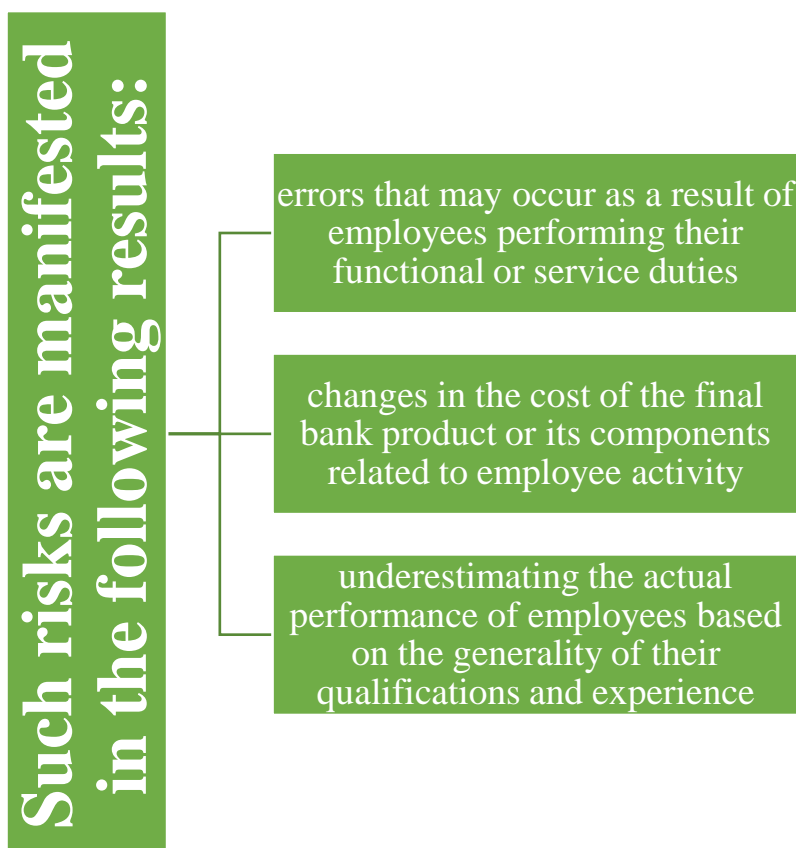 Such risks are manifested
in the following results:
errors that may occur as a result of
employees performing their
functional or service duties
changes in the cost of the final
bank product or its components
related to employee activity
underestimating the actual
performance of employees based
on the generality of their
qualifications and experience